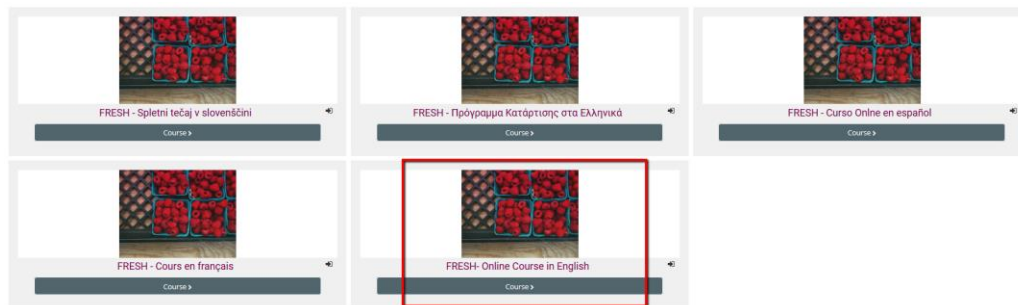 FRESH - Spletni tečaj v slovenščini
Course
FRESH - Πρόγραμμα Κατάρτισης στα Ελληνικά
Course
FRESH - Curso Onlne en español
Course
FRESH - Cours en français
Course
FRESH- Online Course in English
Course